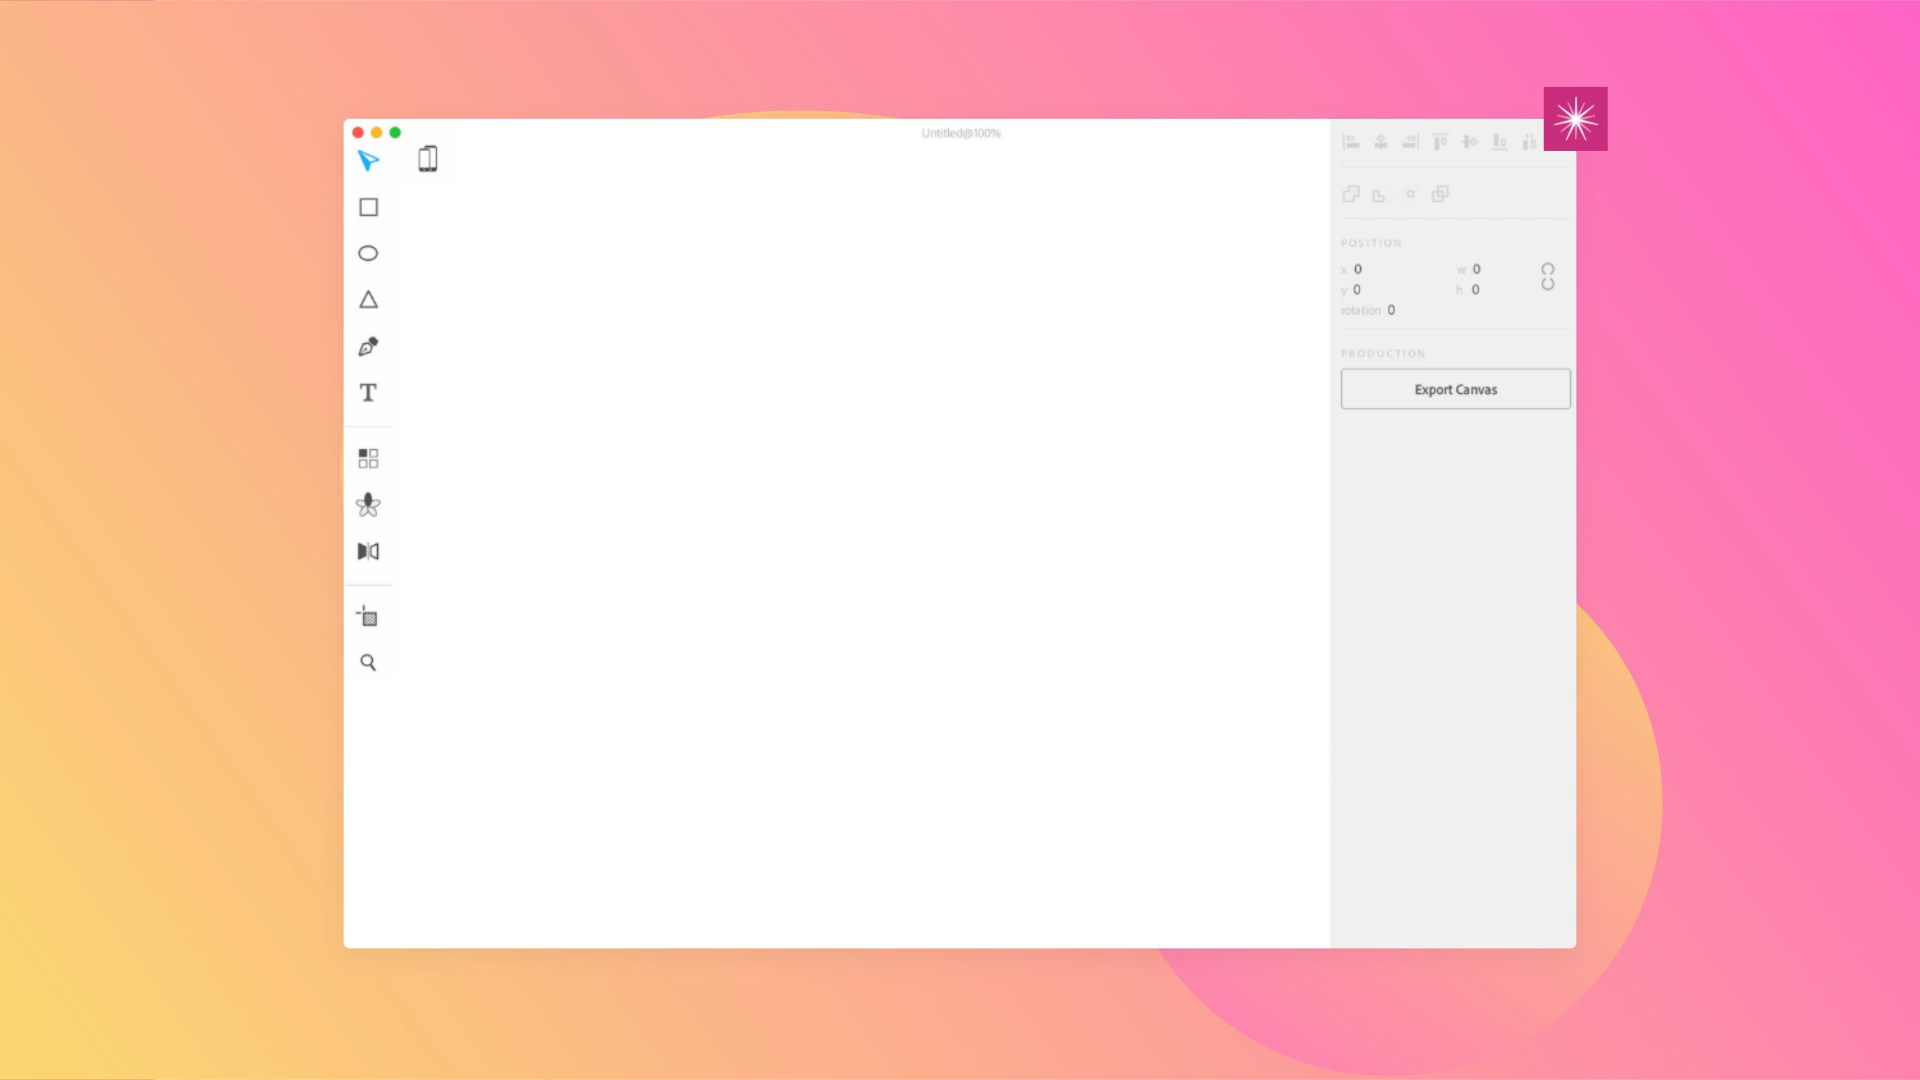 Untitled@100%
POSITION
x 0 w 0
y 0 h 0
rotation 0
PRODUCTION
Export Canvas